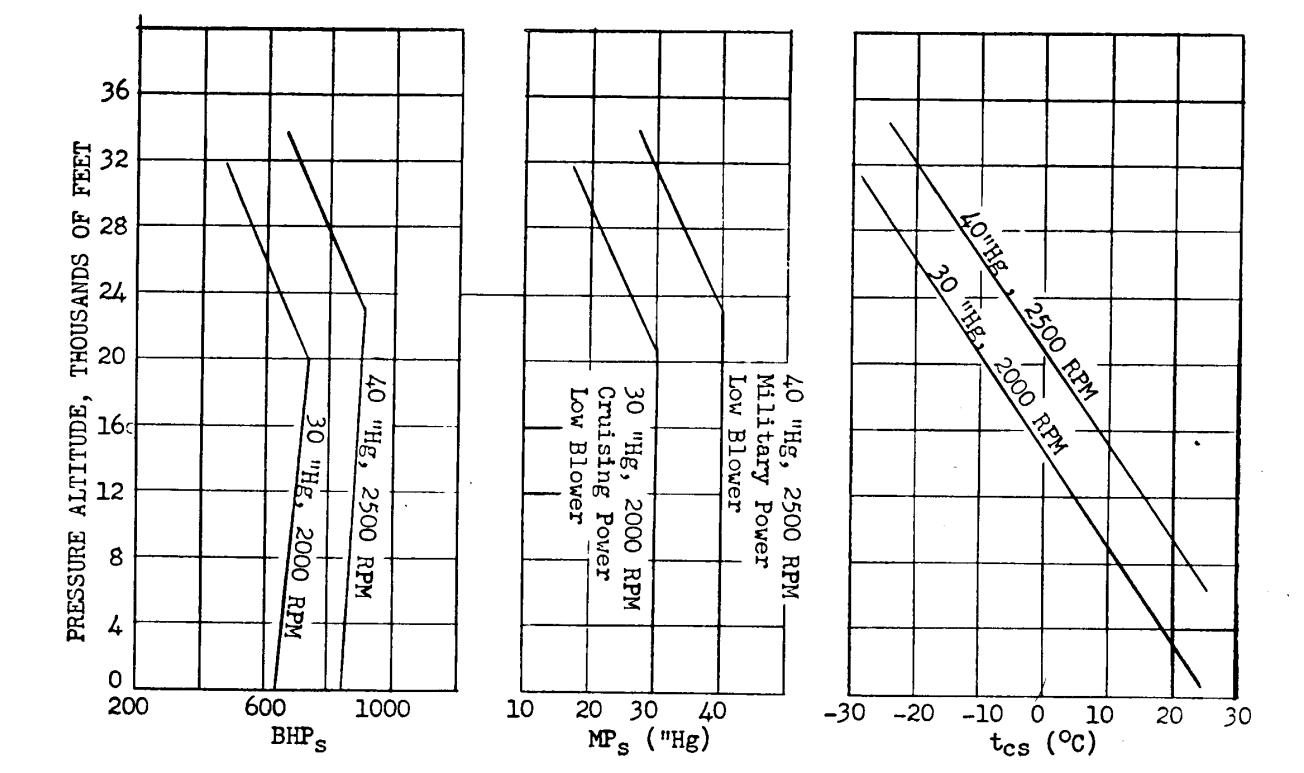 PRESSURE ALTITUDE, THOUSANDS OF FEET
36
32
28
24
20
16
12
8
4
0
200
600
1000
BHPs
30 "Hg, 2000 RPM
40 "Hg, 2500 RPM
10
20
30
40
MPs ("Hg)
30 "Hg, 2000 RPM
Cruising Power
Low Blower
40 "Hg, 2500 RPM
Military Power
Low Blower
-30
-20
-10
0
10
20
30
tcs (°C)
40"Hg, 2500 RPM
30 "Hg, 2000 RPM